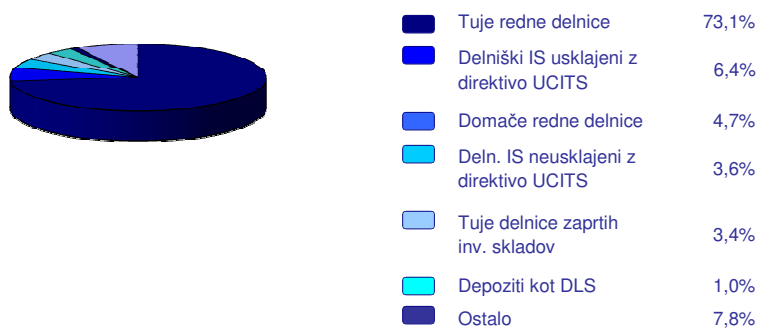 Tuje redne delnice 73,1%
Delniški IS usklajeni z
direktivo UCITS 6,4%
Domače redne delnice 4,7%
Deln. IS neusklajeni z
direktivo UCITS 3,6%
Tuje delnice zaprtih
inv. skladov 3,4%
Depoziti kot DLS 1,0%
Ostalo 7,8%